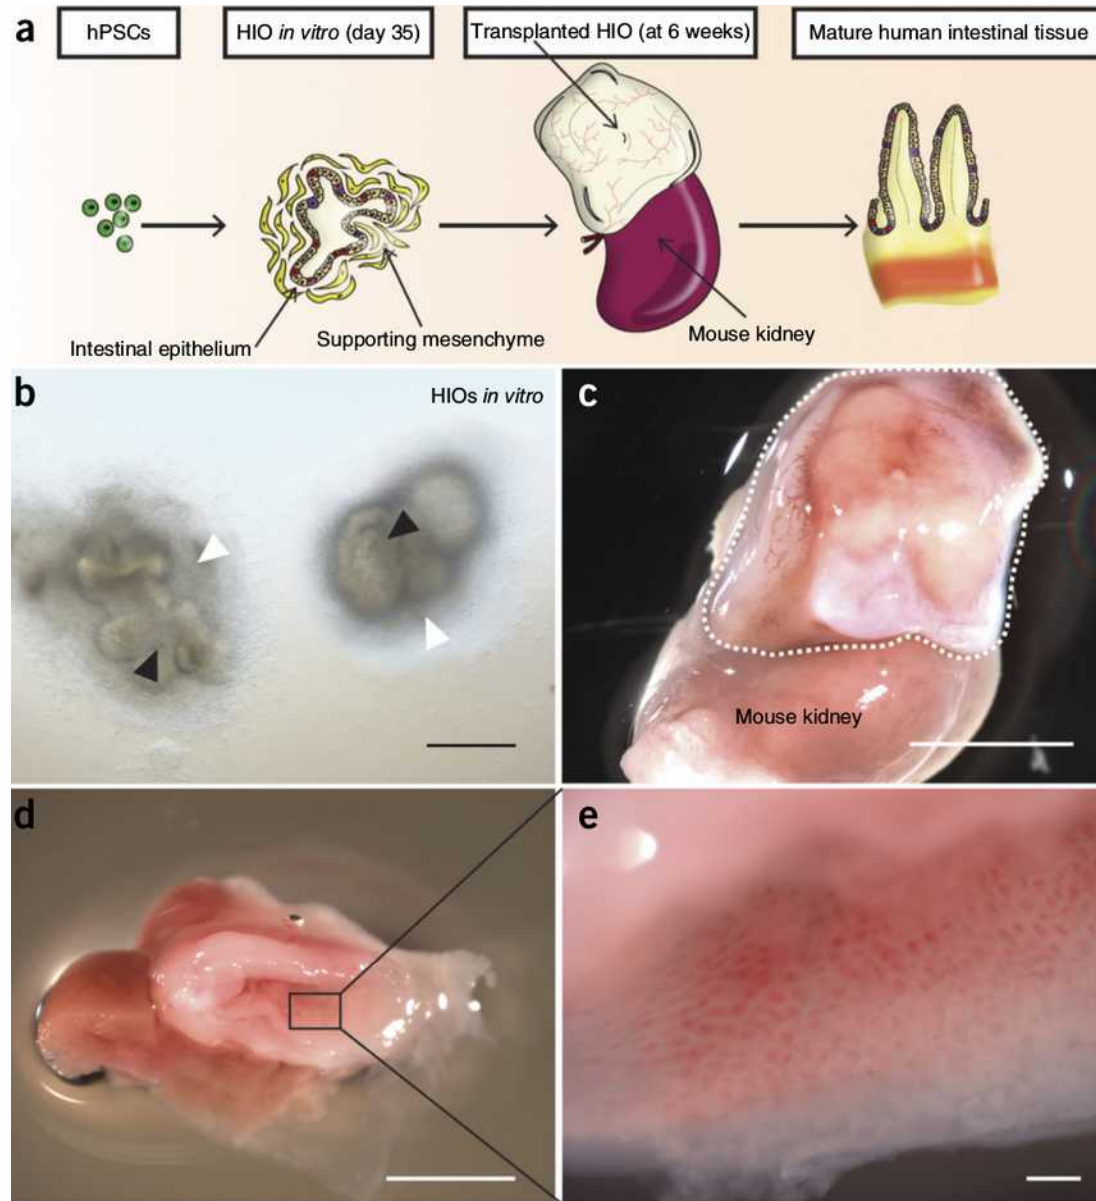 a
hPSCs
HIO in vitro (day 35)
Transplanted HIO (at 6 weeks)
Mature human intestinal tissue
Intestinal epithelium
Supporting mesenchyme
Mouse kidney
b
HIOs in vitro
c
Mouse kidney
d
e